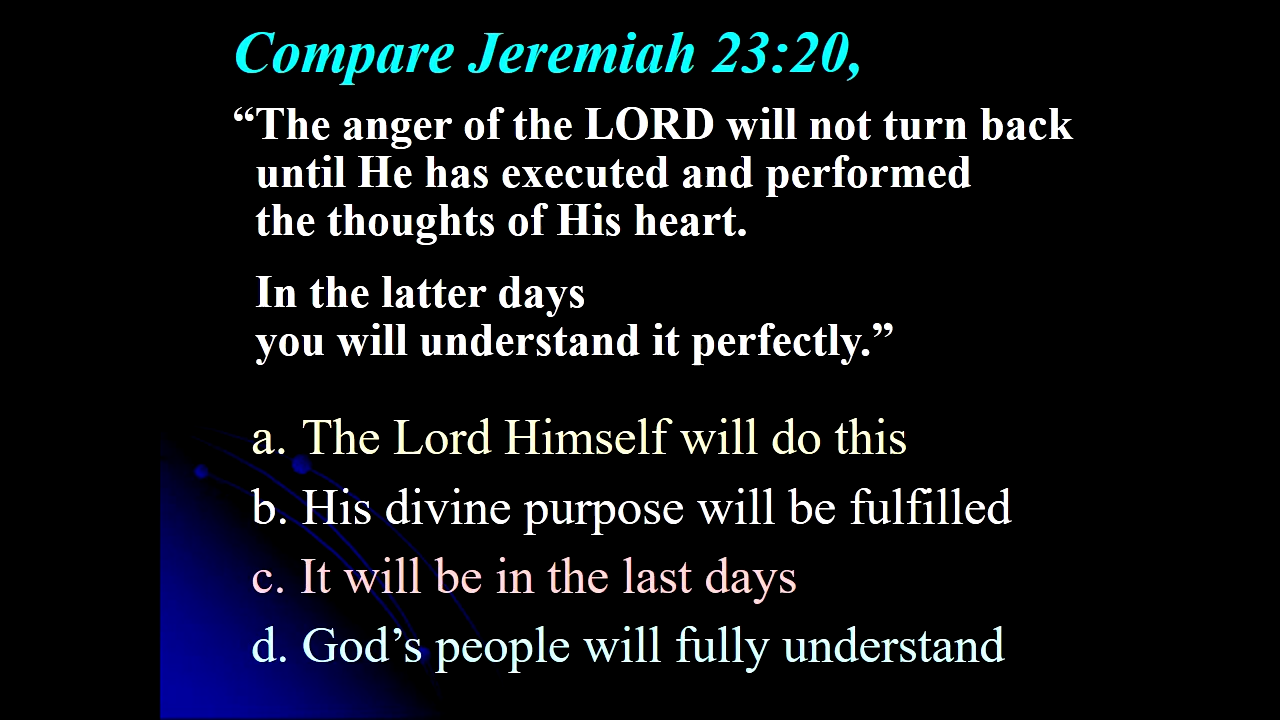 Compare Jeremiah 23:20,
“The anger of the LORD will not turn back
until He has executed and performed
the thoughts of His heart.
In the latter days
you will understand it perfectly.”
a. The Lord Himself will do this
b. His divine purpose will be fulfilled
c. It will be in the last days
d. God’s people will fully understand